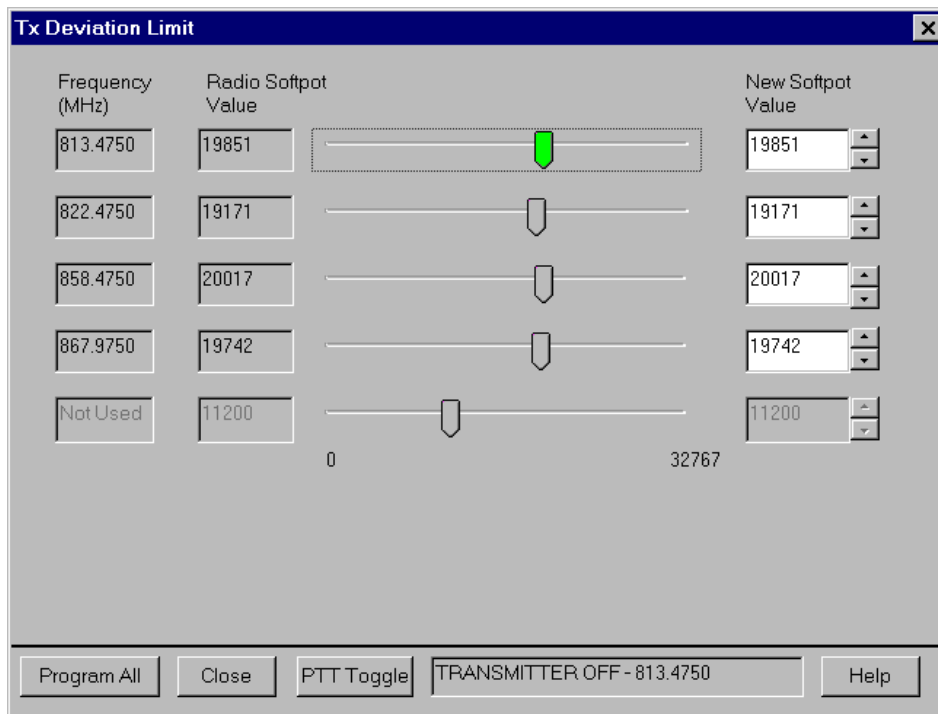 Tx Deviation Limit
Frequency (MHz)
Radio Softpot Value
New Softpot Value
813.4750 19851 19851
822.4750 19171 19171
858.4750 20017 20017
867.9750 19742 19742
Not Used 11200 11200
0 32767
Program All Close PTT Toggle TRANSMITTER OFF - 813.4750 Help